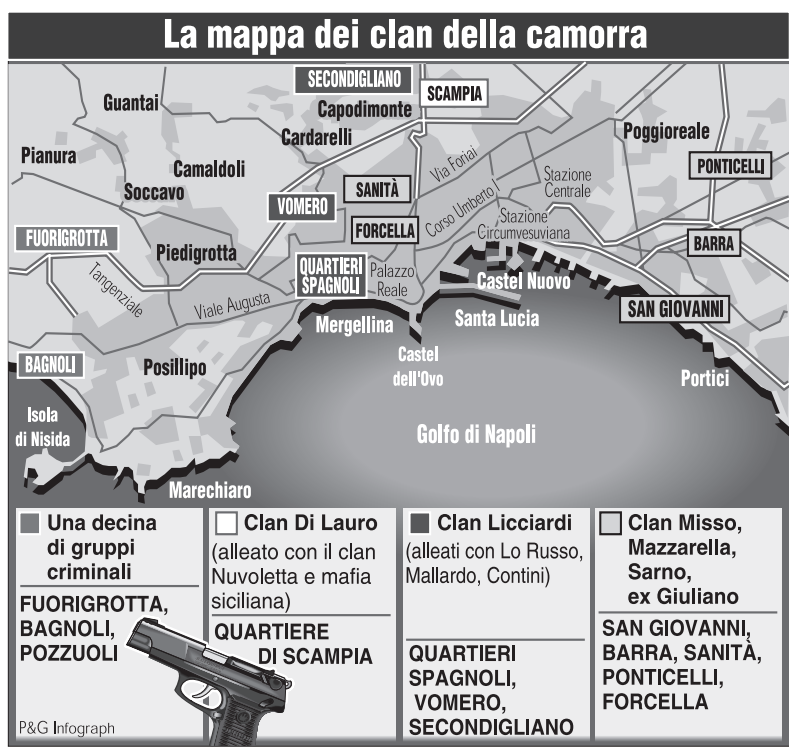 La mappa dei clan della camorra
SECONDIGLIANO
SCAMPIA
Guantai
Capodimonte
Cardarelli
Poggioreale
Pianura
Camaldoli
Via Foriai
PONTICELLI
Soccavo
SANITÀ
Stazione
Centrale
VOMERO
Corso Umberto I
FORCELLA
Stazione
Circumvesuviana
FUORIGROTTA
Piedigrotta
BARRA
QUARTIERI
SPAGNOLI
Palazzo
Reale
Castel Nuovo
Tangenziale
Viale Augusta
SAN GIOVANNI
Mergellina
Santa Lucia
BAGNOLI
Posillipo
Castel
dell'Ovo
Portici
Isola
di Nisida
Golfo di Napoli
Marechiaro
Una decina
di gruppi
criminali
FUORIGROTTA,
BAGNOLI,
POZZUOLI
P&G Infograph
Clan Di Lauro
(alleato con il clan
Nuvoletta e mafia
siciliana)
QUARTIERE
DI SCAMPIA
Clan Licciardi
(alleati con Lo Russo,
Mallardo, Contini)
QUARTIERI
SPAGNOLI,
VOMERO,
SECONDIGLIANO
Clan Misso,
Mazzarella,
Sarno,
ex Giuliano
SAN GIOVANNI,
BARRA, SANITÀ,
PONTICELLI,
FORCELLA